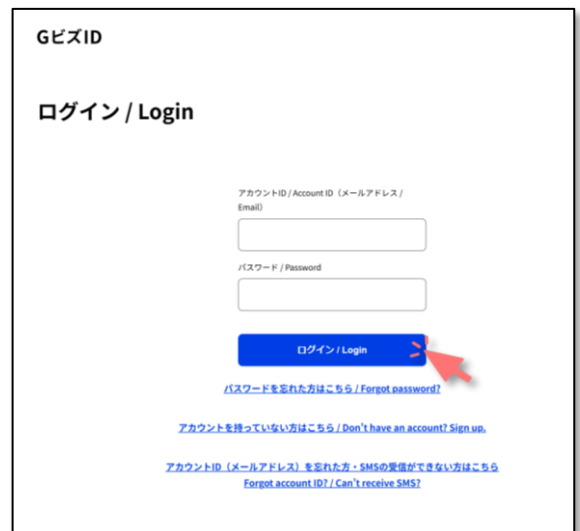 GビズID
ログイン / Login
アカウントID / Account ID（メールアドレス /
Email）
パスワード / Password
ログイン / Login
パスワードを忘れた方はこちら / Forgot password?
アカウントを持っていない方はこちら / Don't have an account? Sign up.
アカウントID（メールアドレス）を忘れた方・SMSの受信ができない方はこちら
Forgot account ID? / Can't receive SMS?